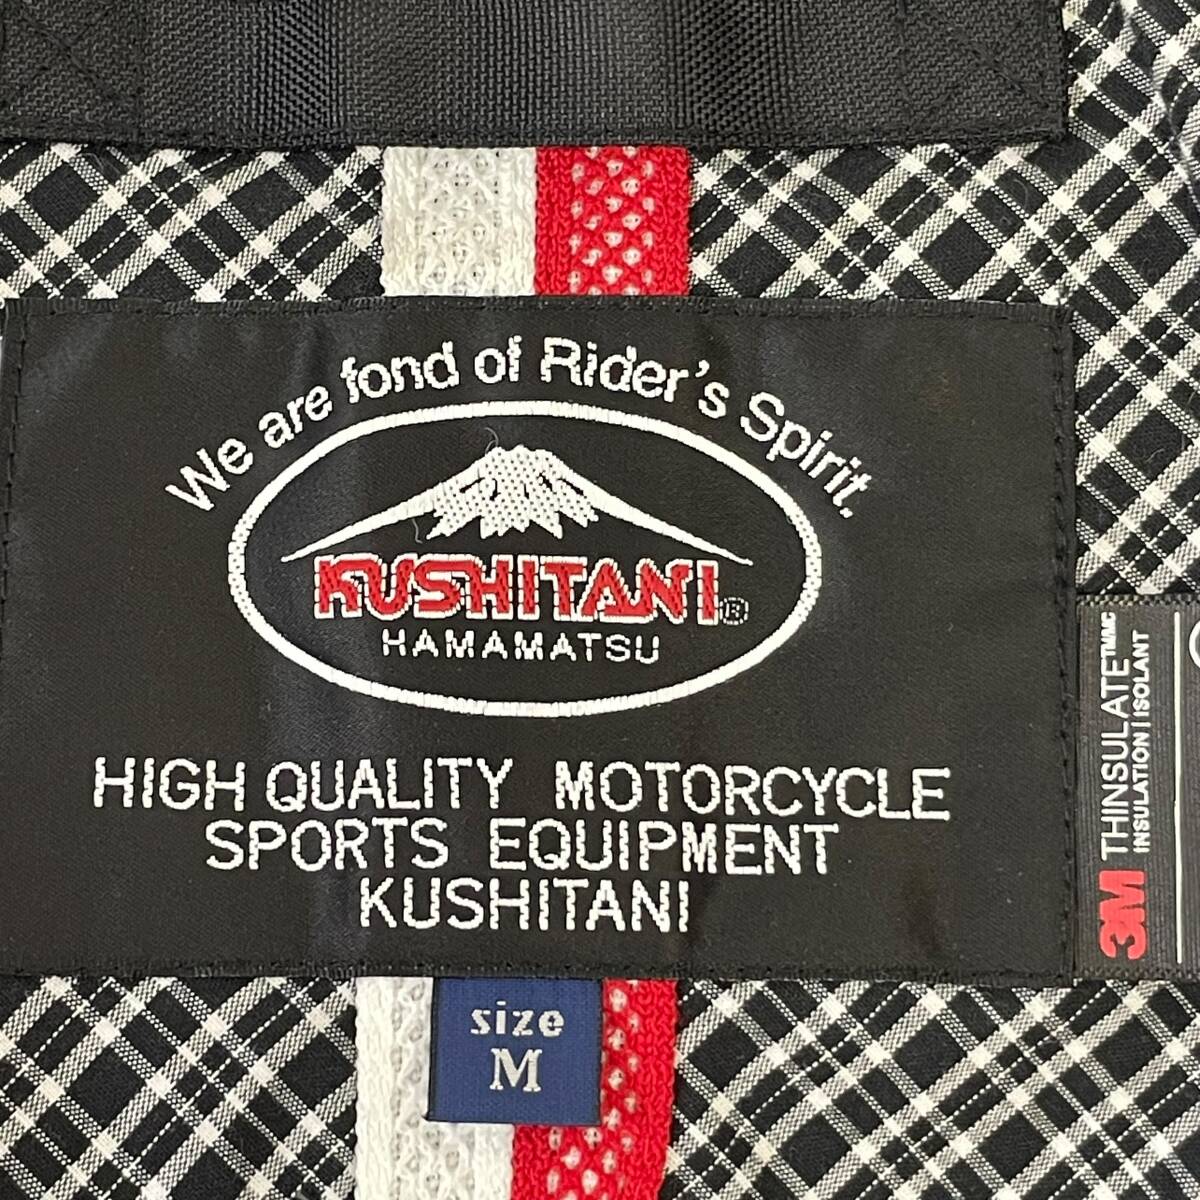 We are fond of Rider's Spirit.
KUSHITANI®
HAMAMATSU
HIGH QUALITY MOTORCYCLE
SPORTS EQUIPMENT
KUSHITANI
size
M
3M THINSULATE™/MC
INSULATION | ISOLANT